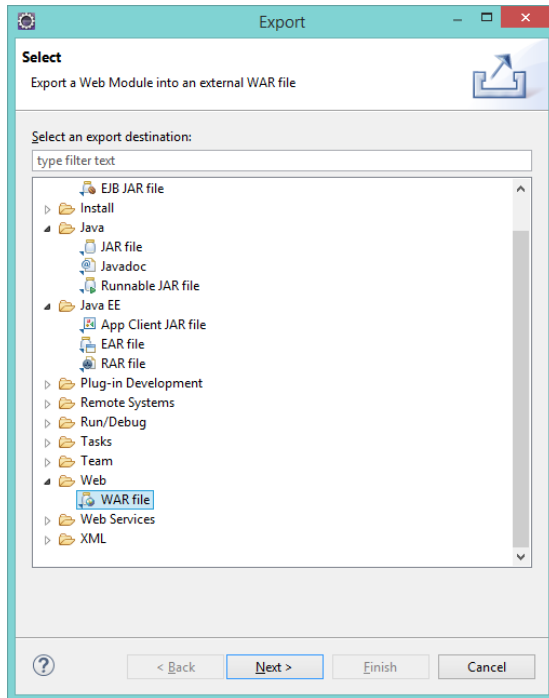 Export
Select
Export a Web Module into an external WAR file
Select an export destination:
type filter text
EJB JAR file
Install
Java
JAR file
Javadoc
Runnable JAR file
Java EE
App Client JAR file
EAR file
RAR file
Plug-in Development
Remote Systems
Run/Debug
Tasks
Team
Web
WAR file
Web Services
XML
< Back Next > Finish Cancel